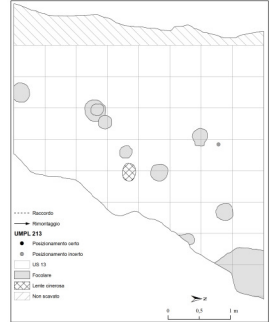 Raccordo
Rimontaggio
UMPL 213
Posizionamento certo
Posizionamento incerto
US 13
Focolare
Lente cinerosa
Non scavato
N
0 0,5 1 m